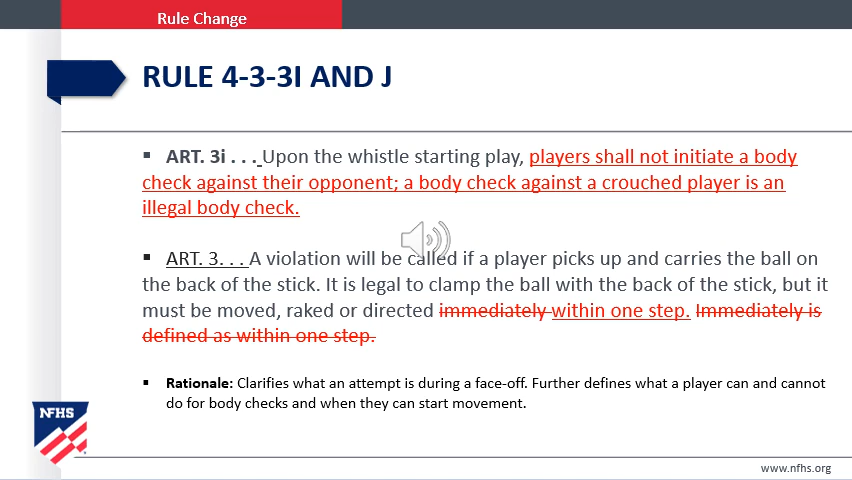 Rule Change
RULE 4-3-3I AND J
▪ ART. 3i . . . Upon the whistle starting play, players shall not initiate a body
check against their opponent; a body check against a crouched player is an
illegal body check.
▪ ART. 3. . . A violation will be called if a player picks up and carries the ball on
the back of the stick. It is legal to clamp the ball with the back of the stick, but it
must be moved, raked or directed immediately within one step. Immediately is
defined as within one step.
▪ Rationale: Clarifies what an attempt is during a face-off. Further defines what a player can and cannot
do for body checks and when they can start movement.
NFHS
www.nfhs.org